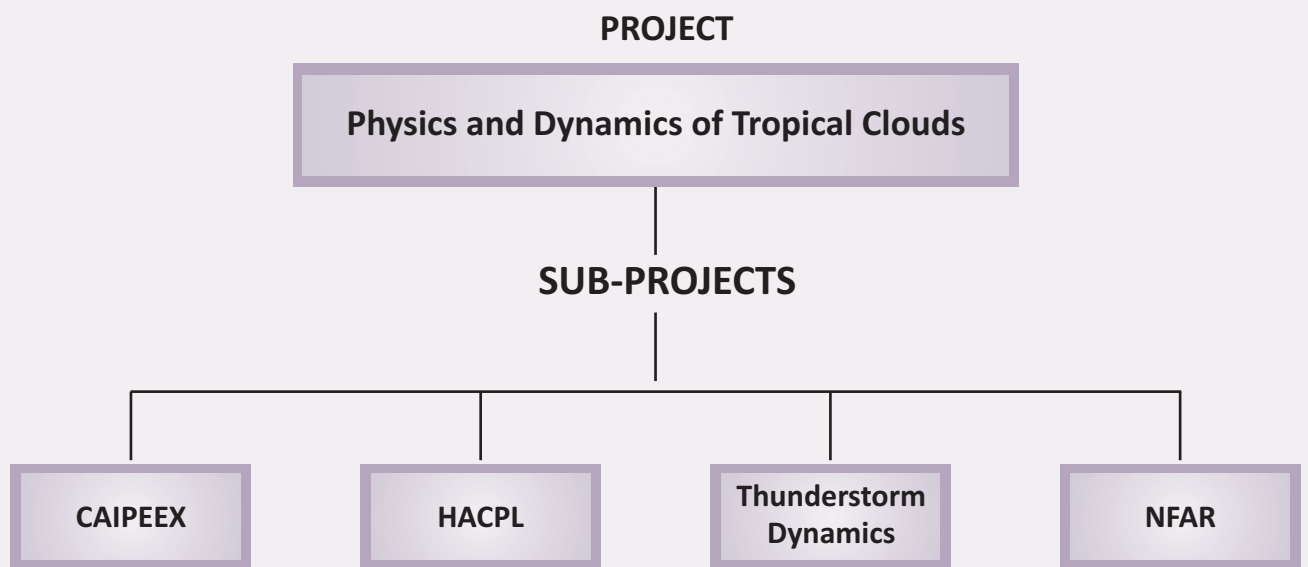 PROJECT
Physics and Dynamics of Tropical Clouds
SUB-PROJECTS
CAIPEEX
HACPL
Thunderstorm
Dynamics
NFAR